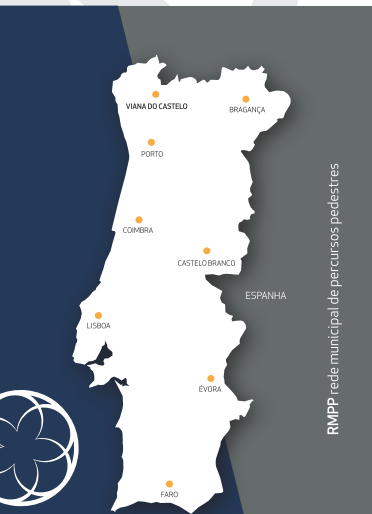 VIANA DO CASTELO
BRAGANÇA
PORTO
COIMBRA
CASTELO BRANCO
ESPANHA
LISBOA
ÉVORA
FARO
RMPP rede municipal de percursos pedestres